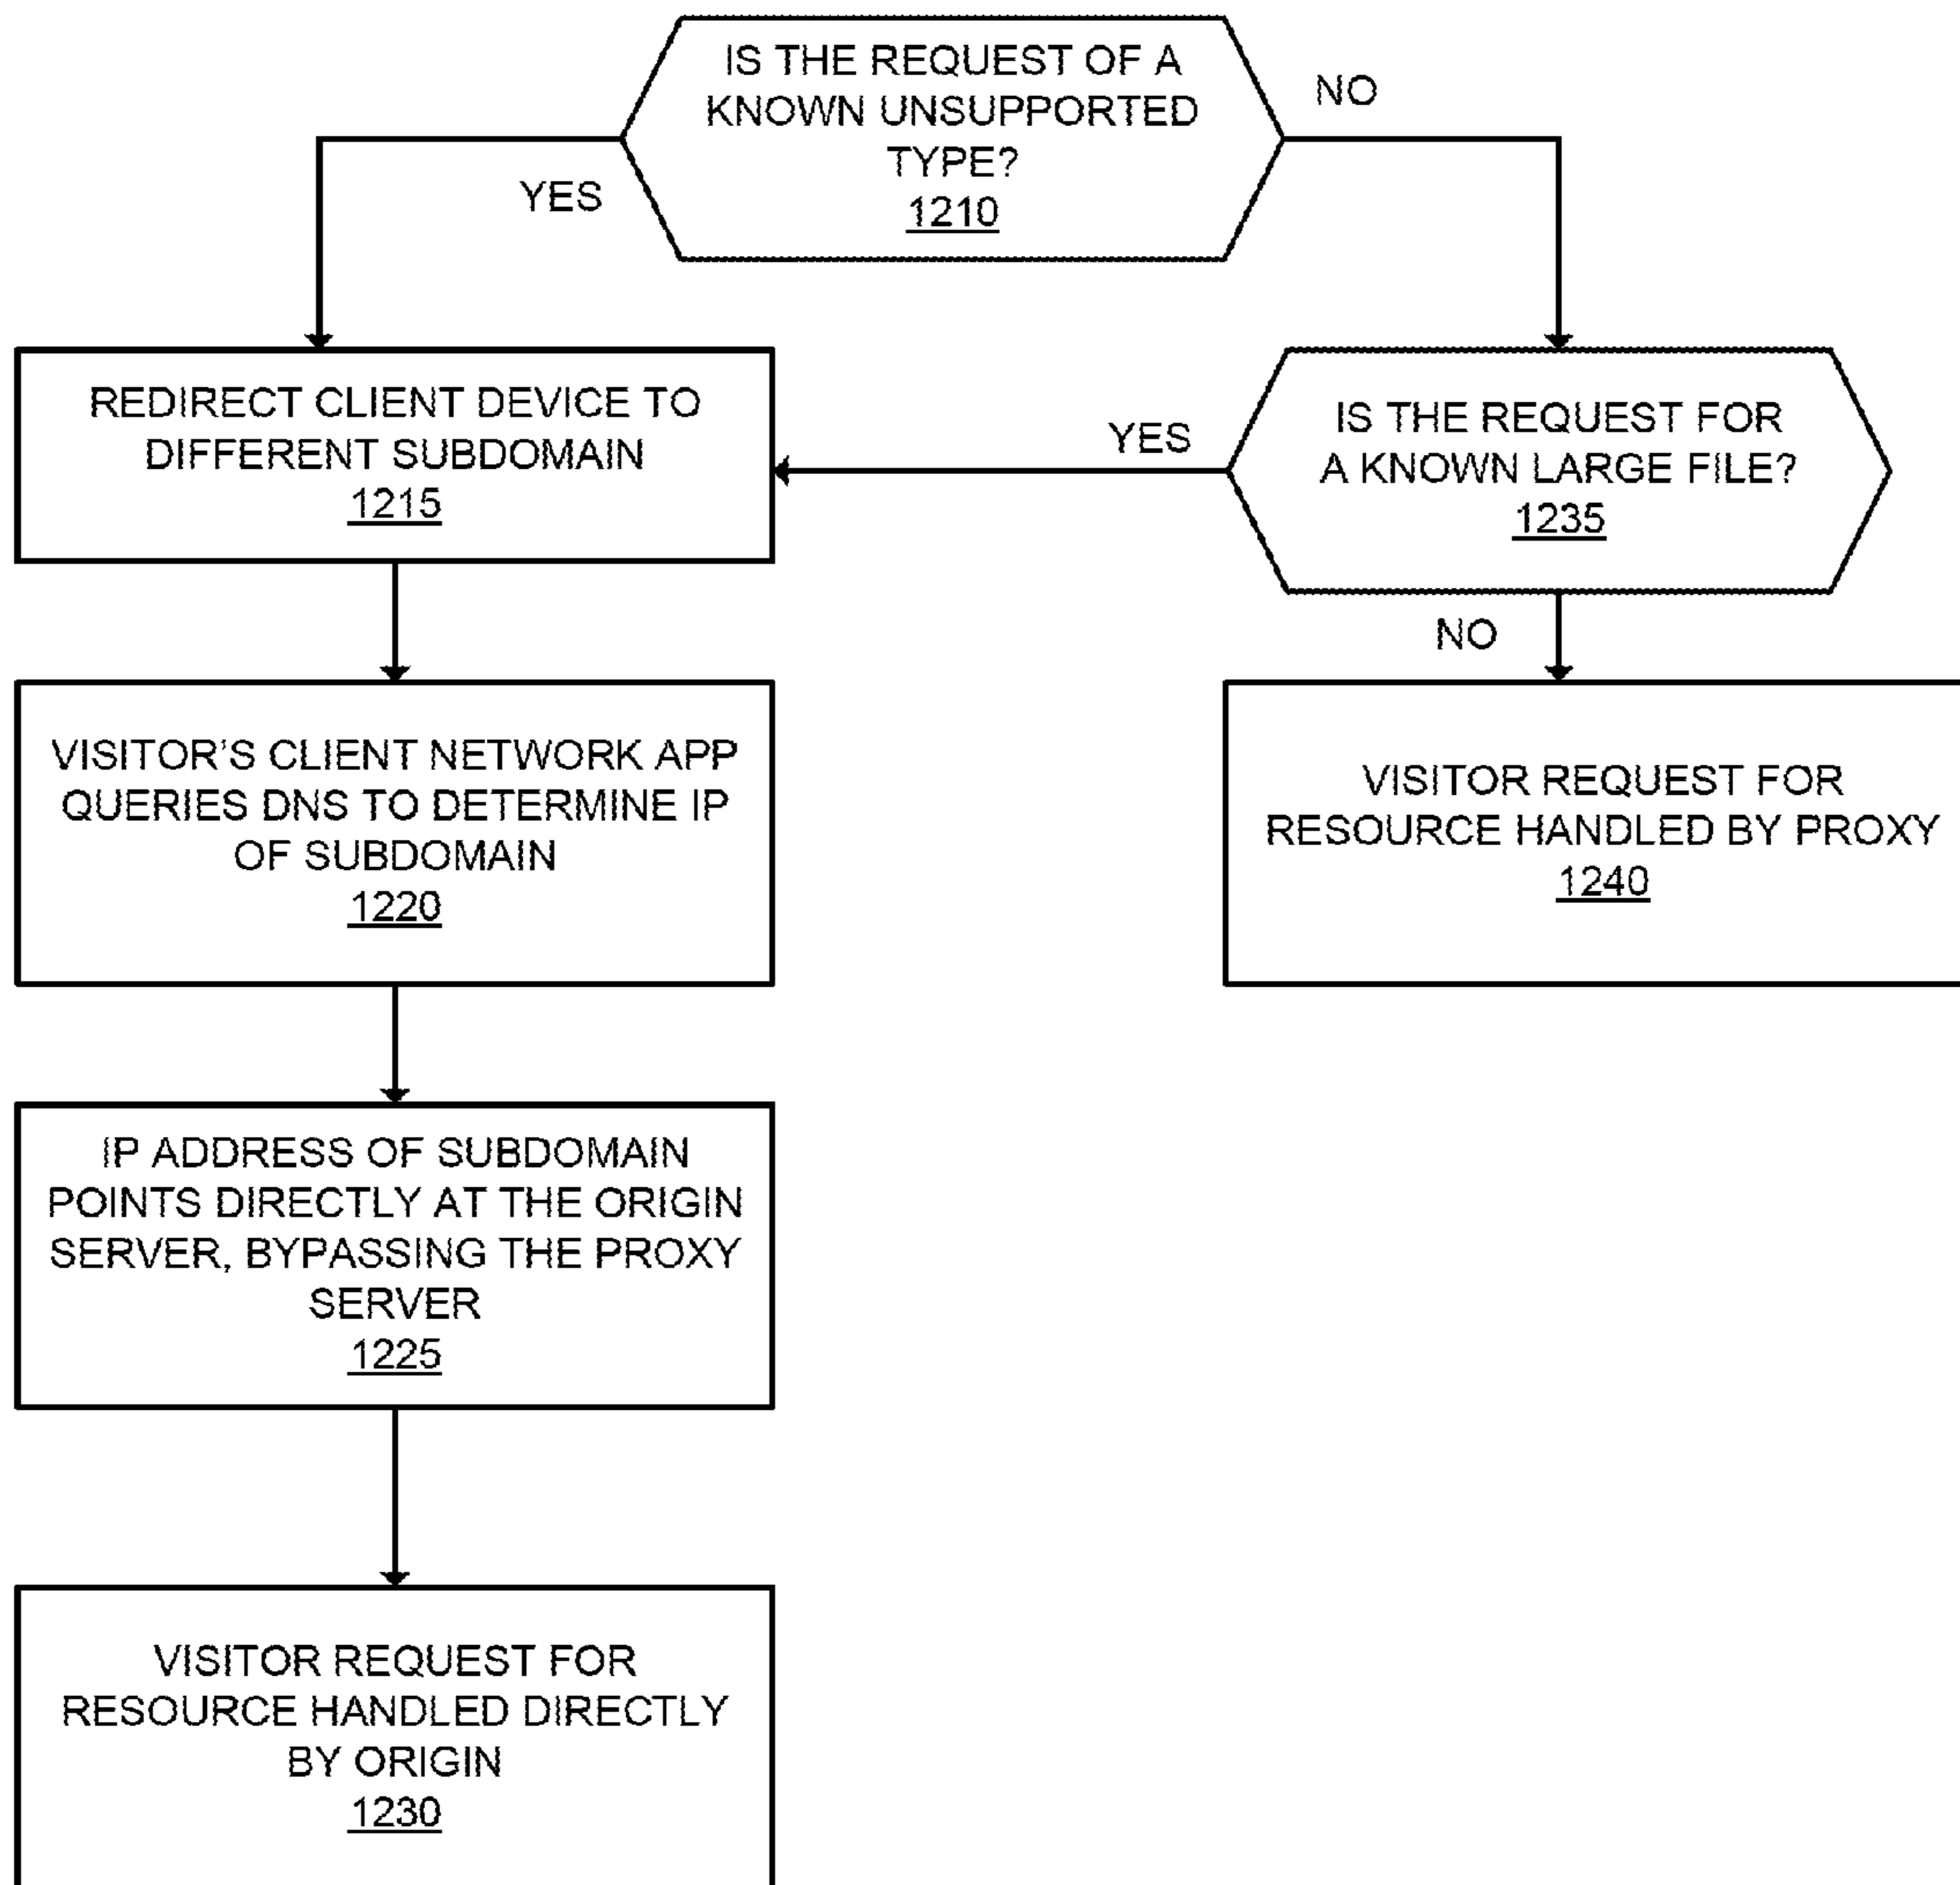 IS THE REQUEST OF A
KNOWN UNSUPPORTED
TYPE?
1210
NO
YES
REDIRECT CLIENT DEVICE TO
DIFFERENT SUBDOMAIN
1215
YES
IS THE REQUEST FOR
A KNOWN LARGE FILE?
1235
NO
VISITOR'S CLIENT NETWORK APP
QUERIES DNS TO DETERMINE IP
OF SUBDOMAIN
1220
VISITOR REQUEST FOR
RESOURCE HANDLED BY PROXY
1240
IP ADDRESS OF SUBDOMAIN
POINTS DIRECTLY AT THE ORIGIN
SERVER, BYPASSING THE PROXY
SERVER
1225
VISITOR REQUEST FOR
RESOURCE HANDLED DIRECTLY
BY ORIGIN
1230